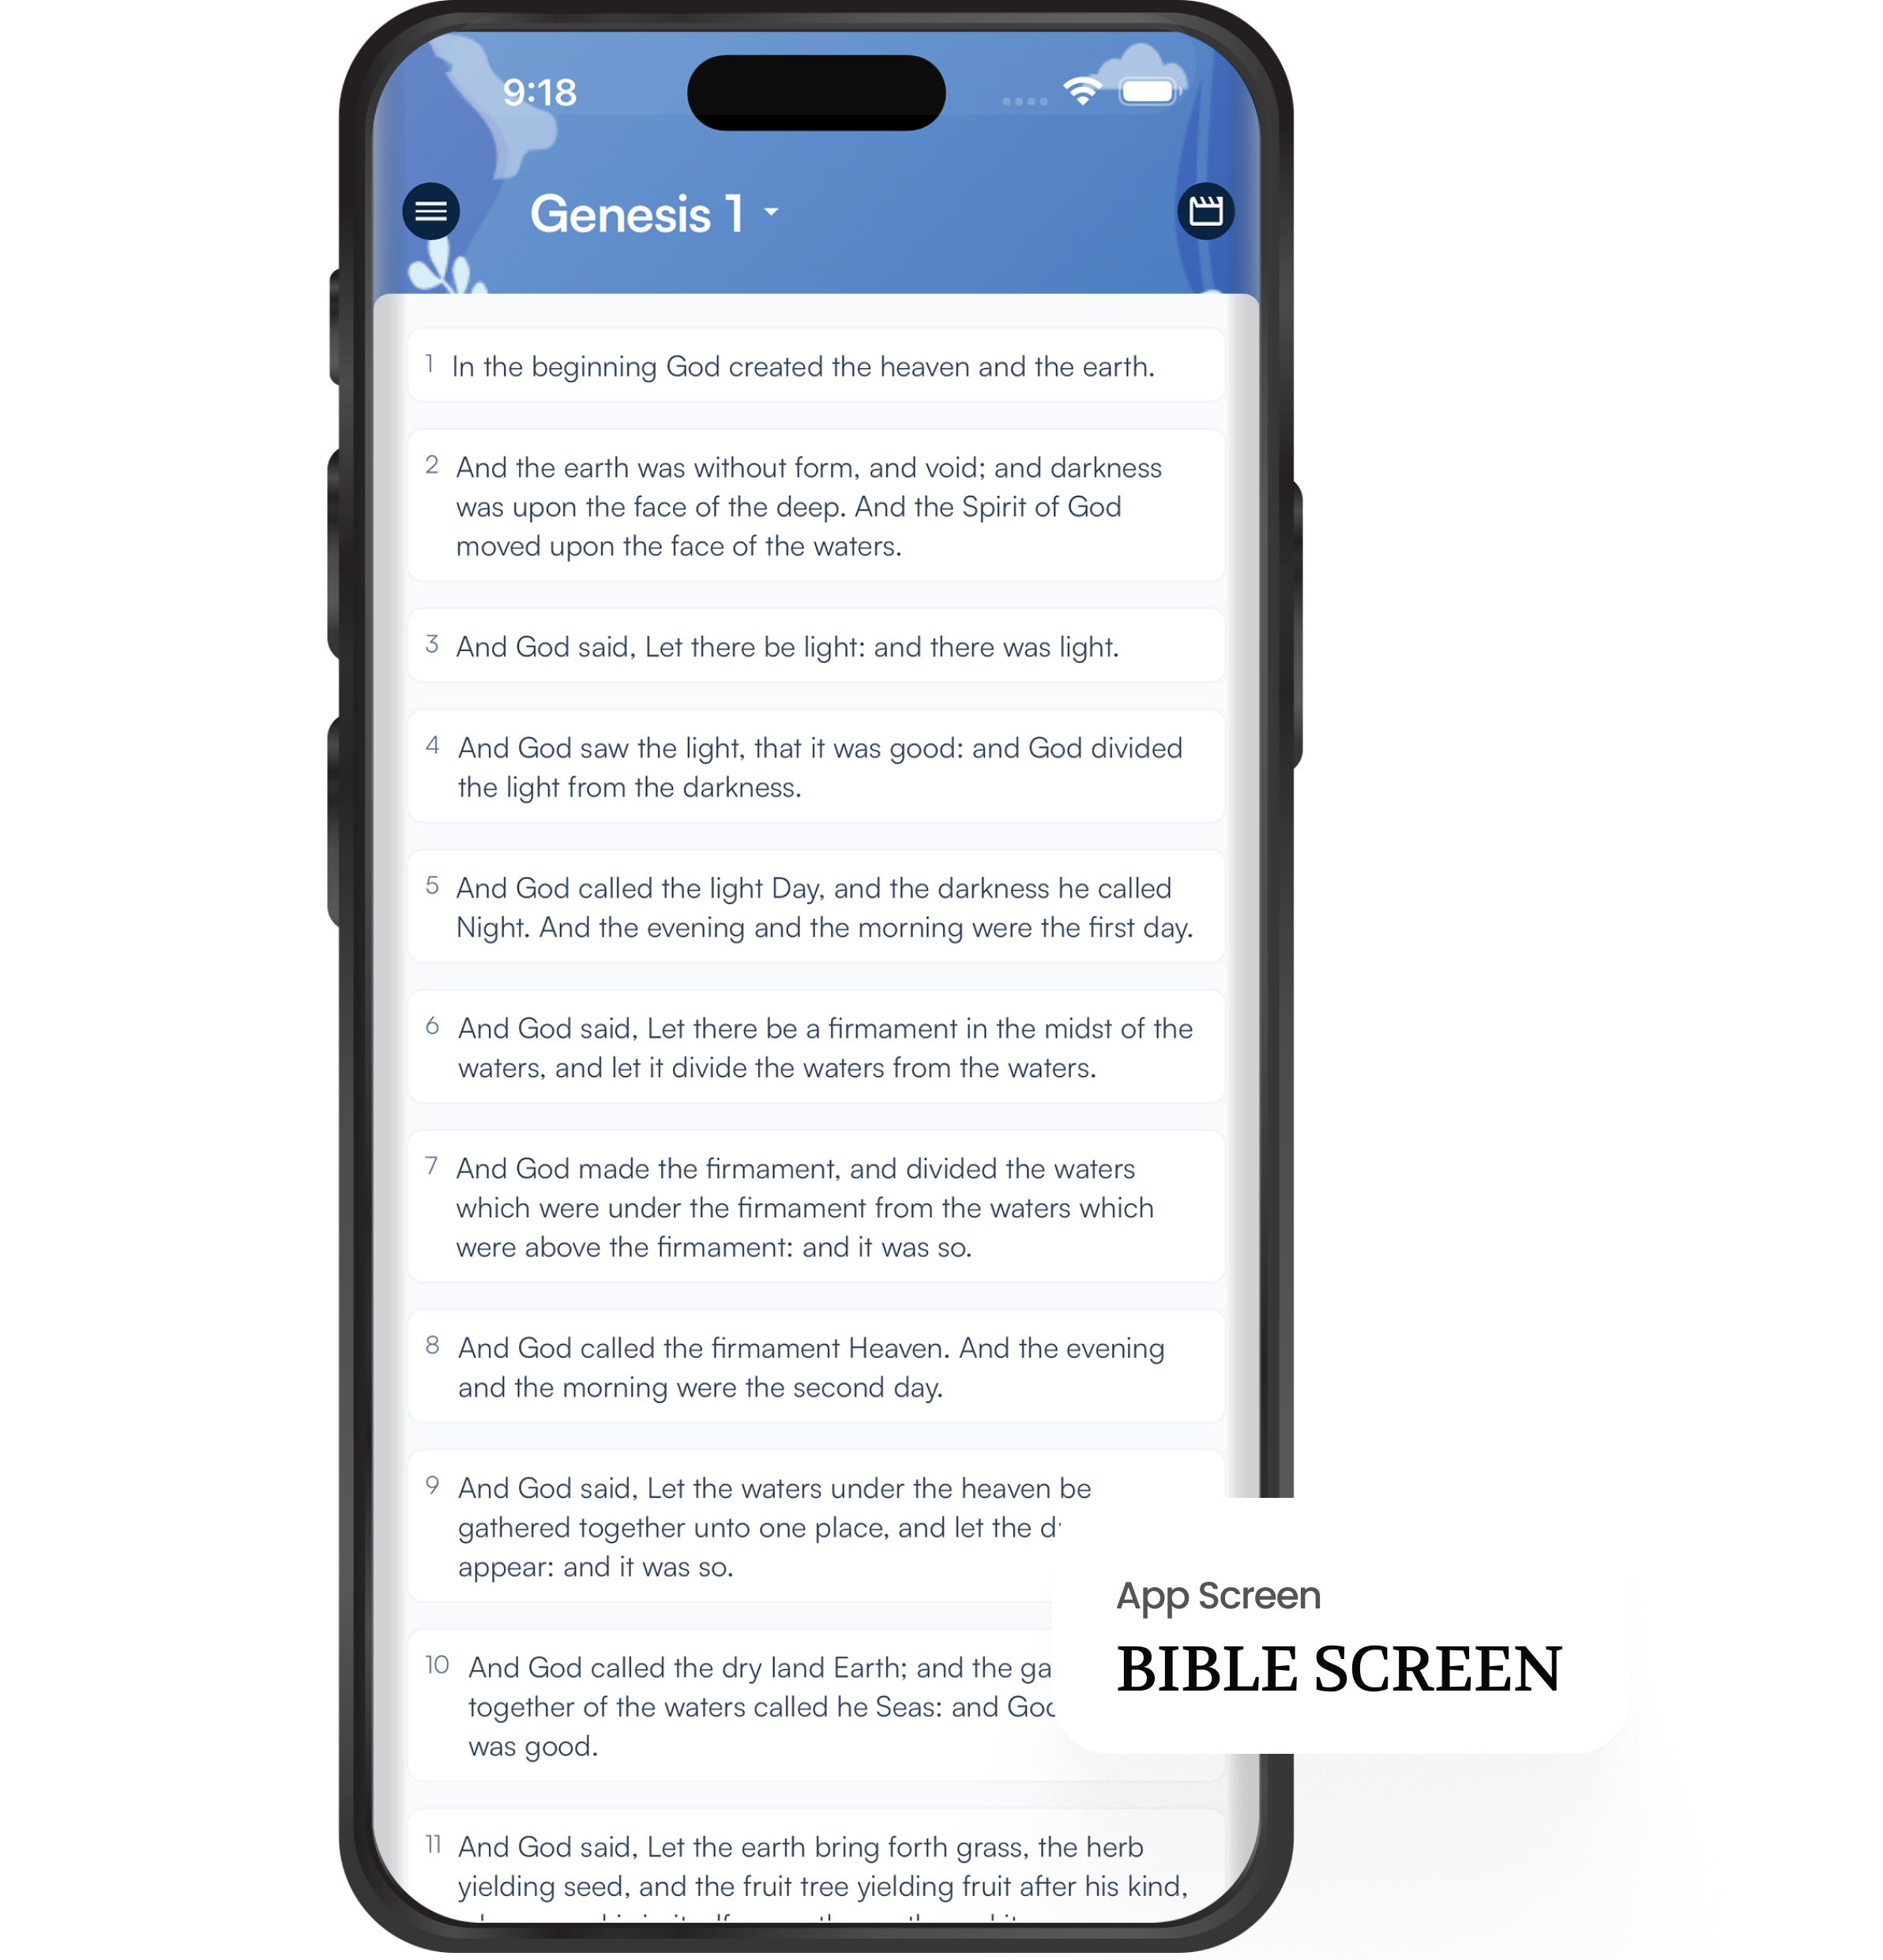 9:18
Genesis 1
1 In the beginning God created the heaven and the earth.
2 And the earth was without form, and void; and darkness
was upon the face of the deep. And the Spirit of God
moved upon the face of the waters.
3 And God said, Let there be light: and there was light.
4 And God saw the light, that it was good: and God divided
the light from the darkness.
5 And God called the light Day, and the darkness he called
Night. And the evening and the morning were the first day.
6 And God said, Let there be a firmament in the midst of the
waters, and let it divide the waters from the waters.
7 And God made the firmament, and divided the waters
which were under the firmament from the waters which
were above the firmament: and it was so.
8 And God called the firmament Heaven. And the evening
and the morning were the second day.
9 And God said, Let the waters under the heaven be
gathered together unto one place, and let the
appear: and it was so.
10 And God called the dry land Earth; and the
together of the waters called he Seas: and
was good.
11 And God said, Let the earth bring forth grass, the herb
yielding seed, and the fruit tree yielding fruit after his kind,
App Screen
BIBLE SCREEN